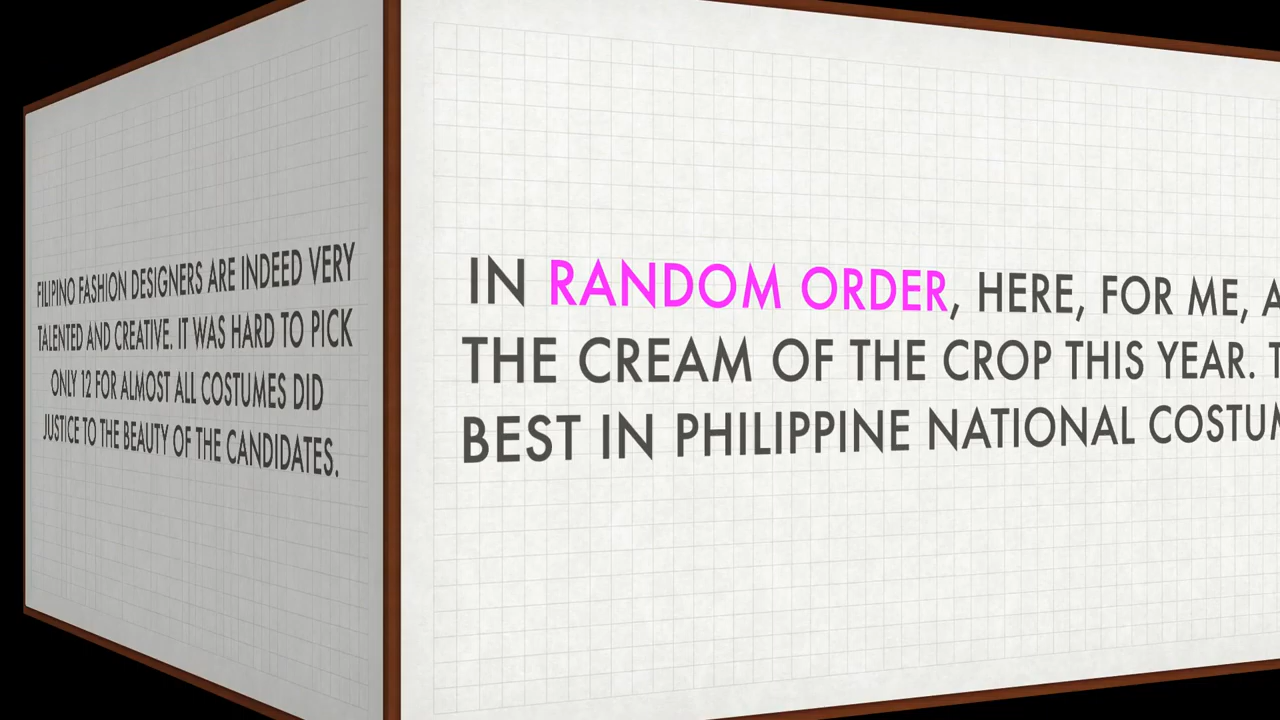 FILIPINO FASHION DESIGNERS ARE INDEED VERY
TALENTED AND CREATIVE. IT WAS HARD TO PICK
ONLY 12 FOR ALMOST ALL COSTUMES DID
JUSTICE TO THE BEAUTY OF THE CANDIDATES.
IN RANDOM ORDER, HERE, FOR ME,
THE CREAM OF THE CROP THIS YEAR.
BEST IN PHILIPPINE NATIONAL